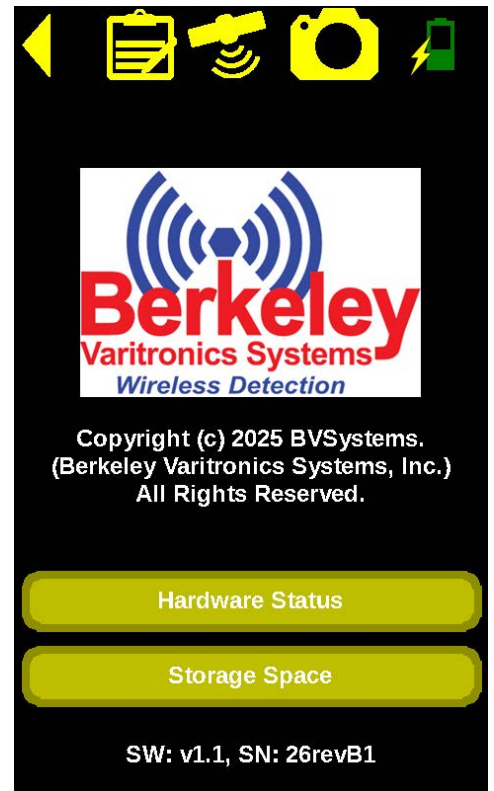 Berkeley
Varitronics Systems
Wireless Detection
Copyright (c) 2025 BVSystems.
(Berkeley Varitronics Systems, Inc.)
All Rights Reserved.
Hardware Status
Storage Space
SW: v1.1, SN: 26revB1